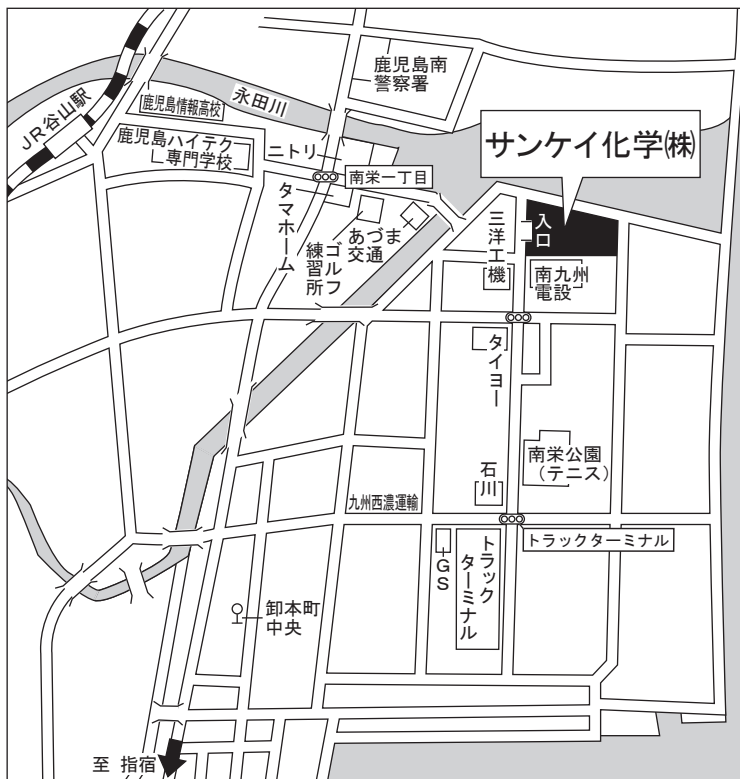 鹿児島南
警察署
JR谷山駅
鹿児島情報高校
永田川
鹿児島ハイテク
専門学校
ニトリ
南栄一丁目
サンケイ化学㈱
タマホーム
あづま
交通
ゴルフ
練習所
三洋工機
入口
南九州
電設
タイヨー
南栄公園
（テニス）
石川
九州西濃運輸
トラックターミナル
GS
トラック
ターミナル
卸本町
中央
至 指宿